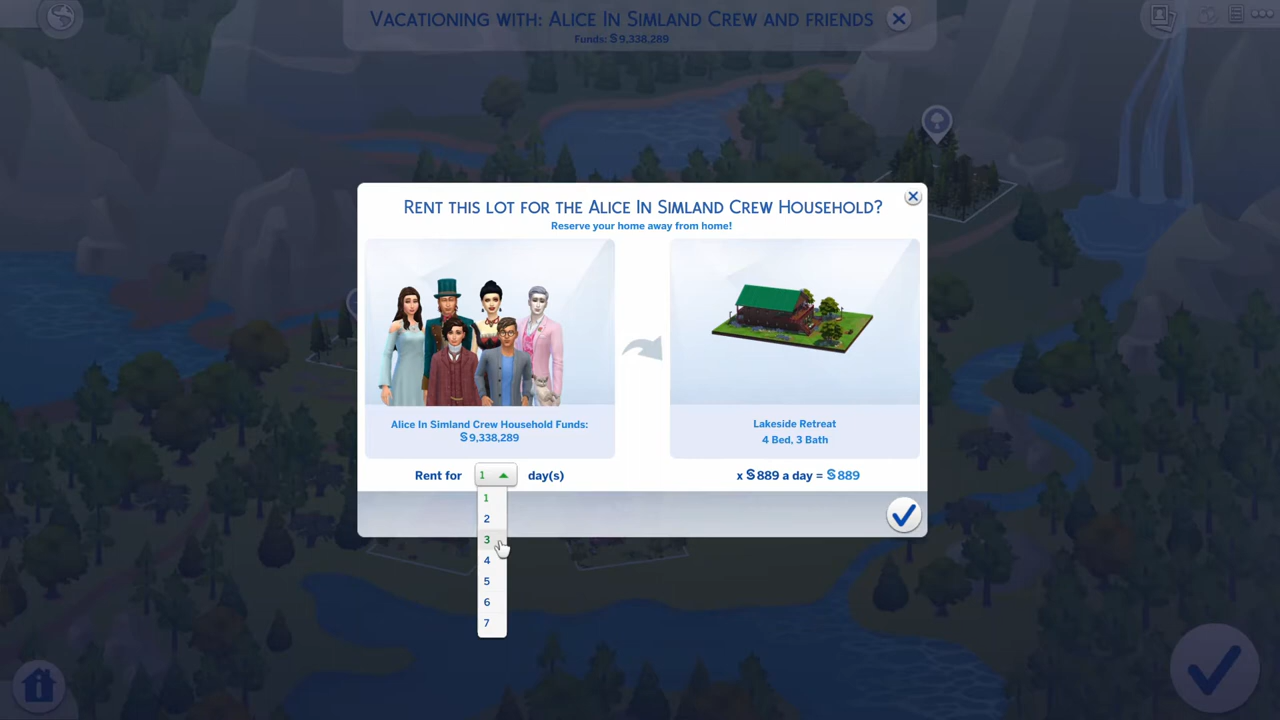 Vacationing with: Alice In Simland Crew and friends
Funds: §9,338,289
Rent this lot for the Alice In Simland Crew Household?
Reserve your home away from home!
Alice In Simland Crew Household Funds:
§9,338,289
Lakeside Retreat
4 Bed, 3 Bath
Rent for 1 day(s)
x §889 a day = §889
1
2
3
4
5
6
7